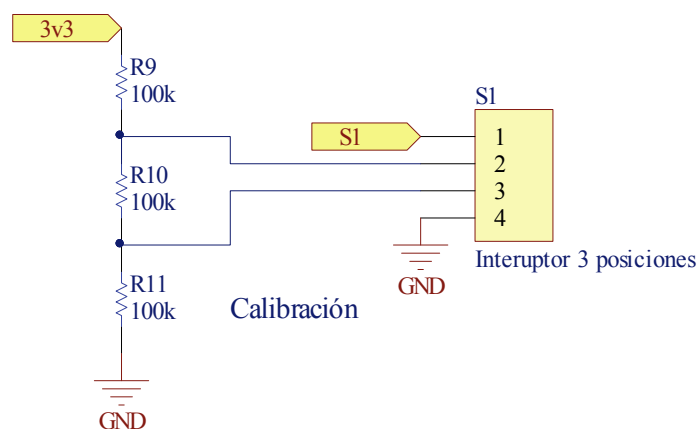 3v3
R9
100k
S1
S1
1
R10
100k
2
3
4
GND
Interuptor 3 posiciones
R11
100k
Calibración
GND